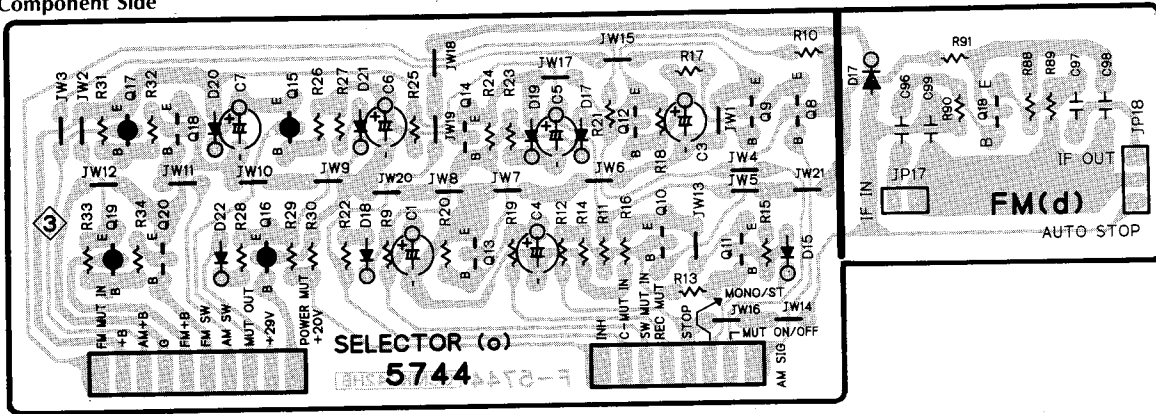 Component Side
JW3
JW2
R31
Q17
E
B
R32
E
Q18
B
D20
C7
+
-
Q15
E
B
R26
R27
D21
C6
+
-
R25
JW18
JW19
Q14
E
B
R24
R23
D19
JW17
C5
+
-
D17
JW15
R21
Q12
E
B
R18
R17
C3
+
-
JW1
E
Q9
B
R10
E
Q8
B
JW12
JW11
JW10
JW9
JW20
JW8
JW7
JW6
JW4
JW5
JW21
3
R33
Q19
E
B
R34
E
Q20
B
D22
R28
Q16
E
B
R29
R30
R22
D18
R9
C1
+
-
R20
E
Q13
B
R19
C4
+
-
R12
R14
R11
R16
Q10
E
B
JW13
Q11
E
B
R15
D15
R13
MONO/ST.
JW16
JW14
MUT ON/OFF
FM MUT IN
+B
AM+B
G
FM+B
FM SW
AM SW
MUT OUT
+29V
POWER MUT
+20V
INH
C-MUT IN
SW MUT IN
REC MUT
STOP
AM SIG.
SELECTOR (o)
5744
D17
R91
C96
C99
R90
Q18
E
B
R88
R89
C97
C98
JP18
JP17
IF OUT
IF IN
FM(d)
AUTO STOP